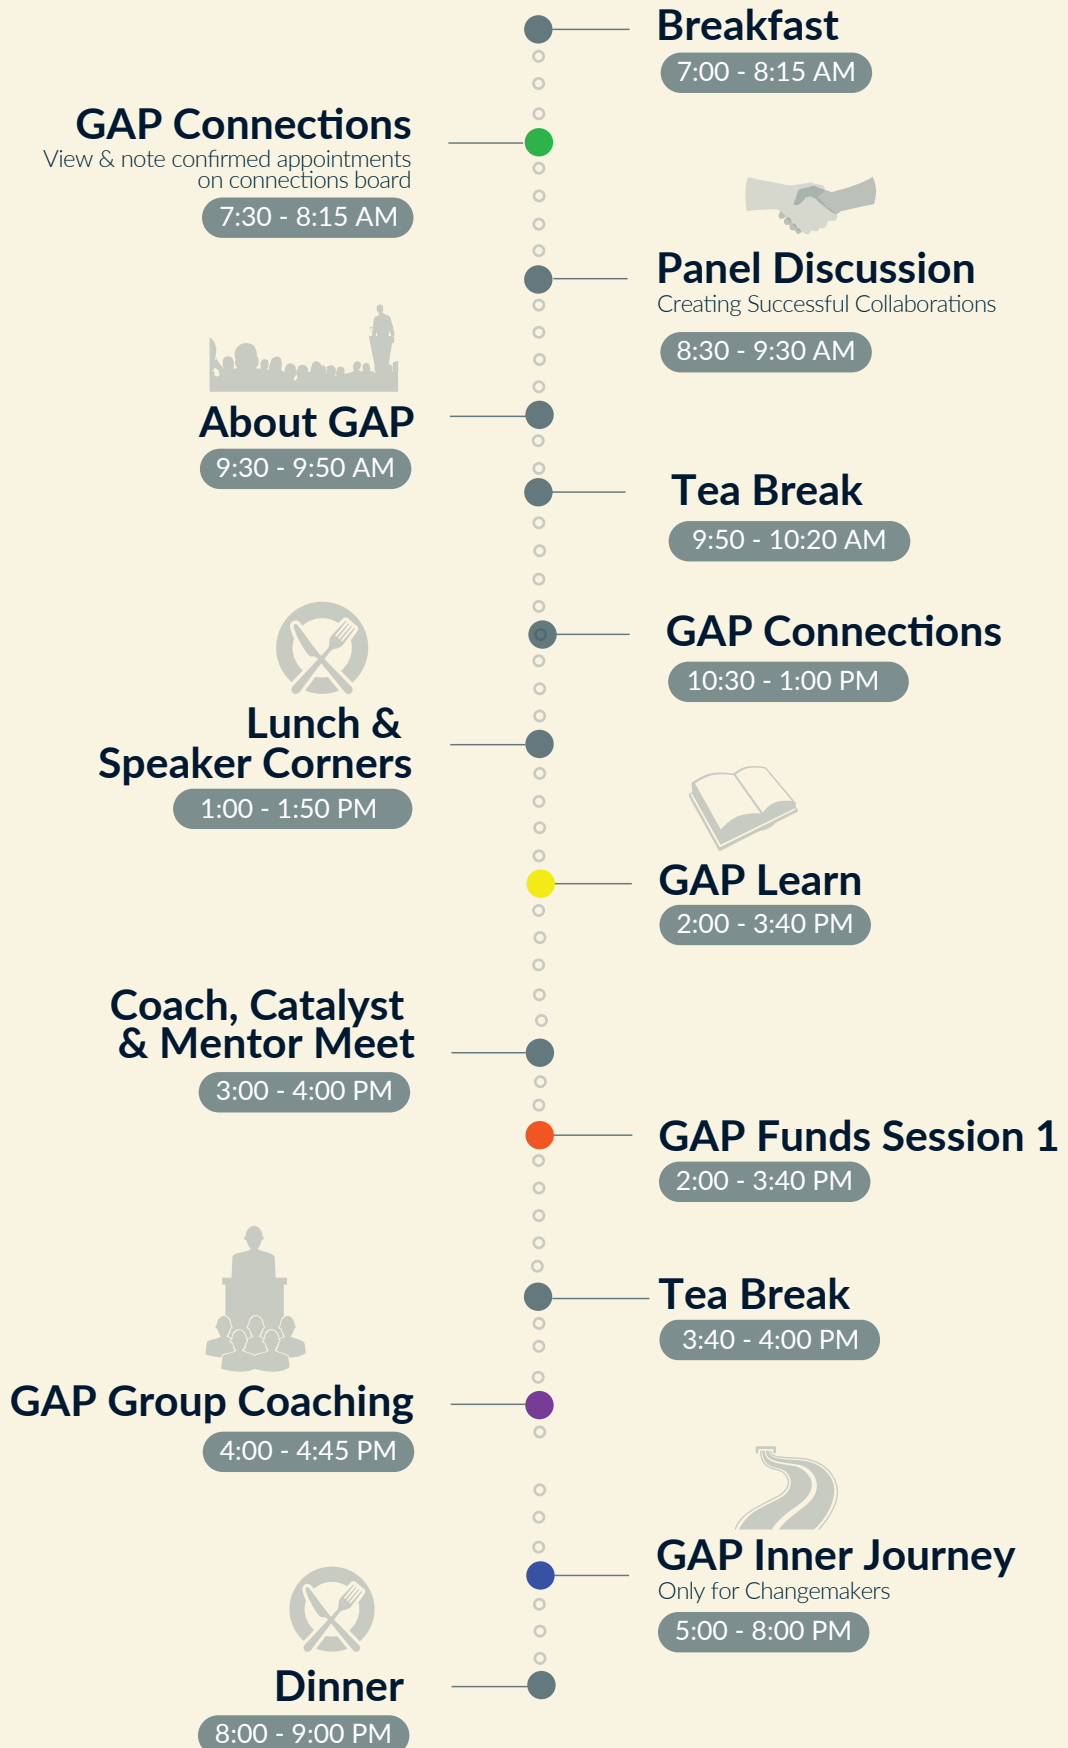 Breakfast
7:00 - 8:15 AM
GAP Connections
View & note confirmed appointments
on connections board
7:30 - 8:15 AM
Panel Discussion
Creating Successful Collaborations
8:30 - 9:30 AM
About GAP
9:30 - 9:50 AM
Tea Break
9:50 - 10:20 AM
GAP Connections
10:30 - 1:00 PM
Lunch &
Speaker Corners
1:00 - 1:50 PM
GAP Learn
2:00 - 3:40 PM
Coach, Catalyst
& Mentor Meet
3:00 - 4:00 PM
GAP Funds Session 1
2:00 - 3:40 PM
Tea Break
3:40 - 4:00 PM
GAP Group Coaching
4:00 - 4:45 PM
GAP Inner Journey
Only for Changemakers
5:00 - 8:00 PM
Dinner
8:00 - 9:00 PM